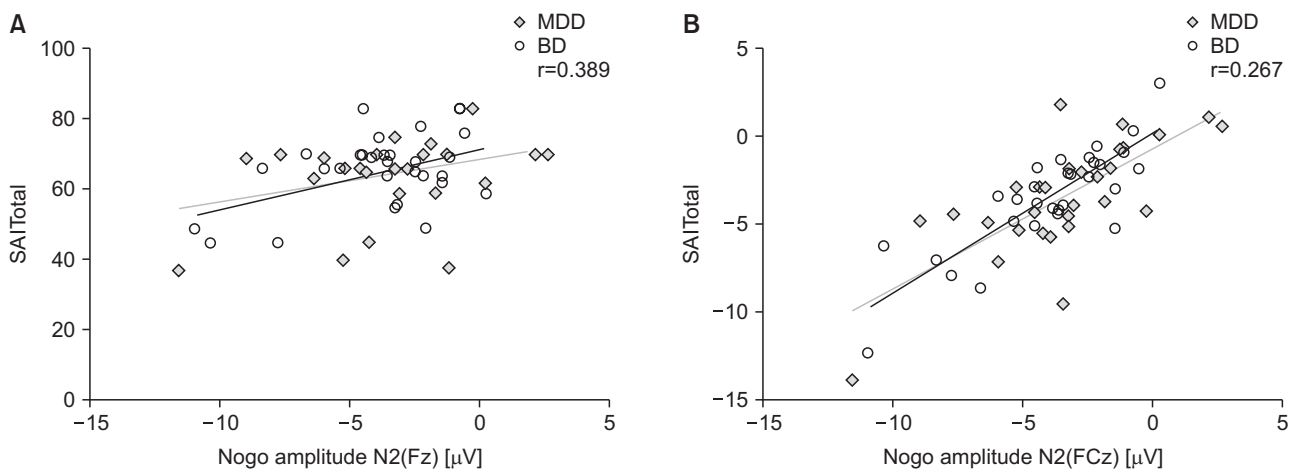 A
MDD
BD
r=0.389
100
80
60
40
20
0
SAITotal
−15
−10
−5
0
5
Nogo amplitude N2(Fz) [μV]
B
MDD
BD
r=0.267
5
0
−5
−10
−15
SAITotal
−15
−10
−5
0
5
Nogo amplitude N2(FCz) [μV]